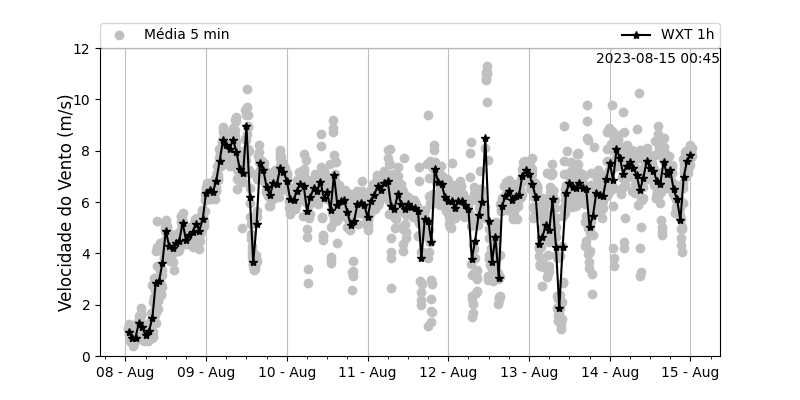 Média 5 min
WXT 1h
2023-08-15 00:45
Velocidade do Vento (m/s)
12
10
8
6
4
2
0
08 - Aug
09 - Aug
10 - Aug
11 - Aug
12 - Aug
13 - Aug
14 - Aug
15 - Aug